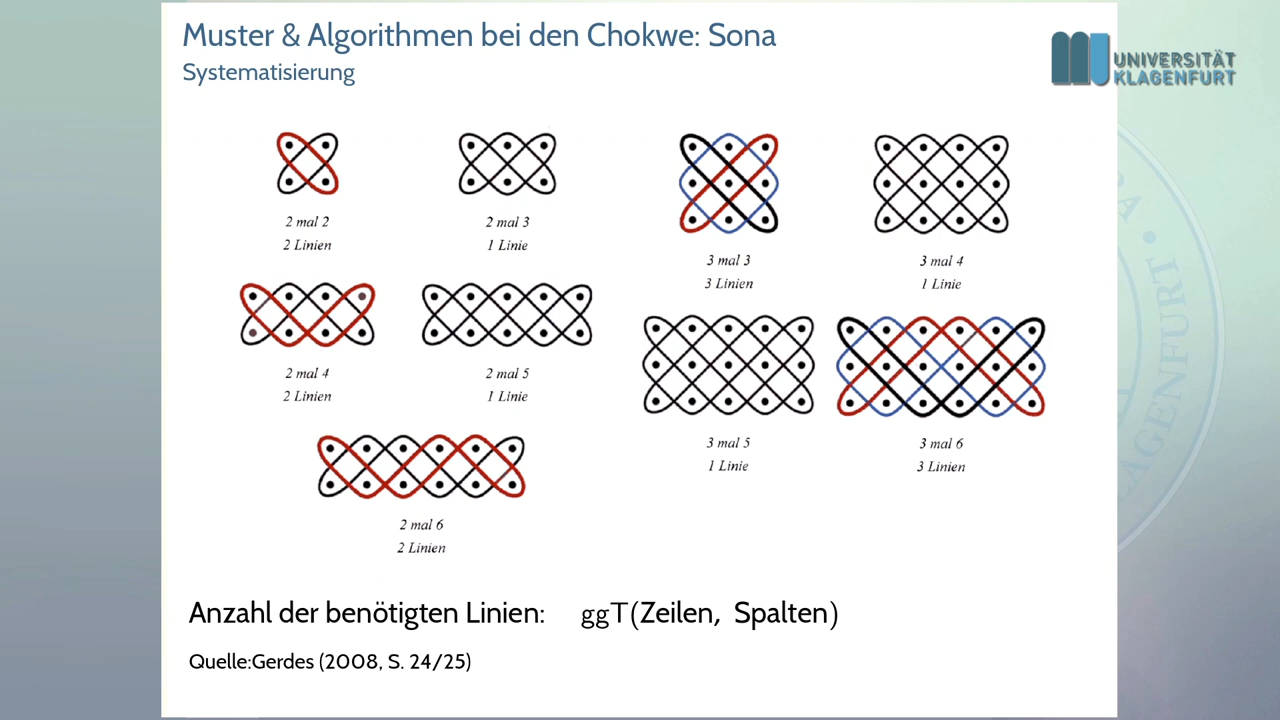 Muster & Algorithmen bei den Chokwe: Sona
Systematisierung
UNIVERSITÄT
KLAGENFURT
2 mal 2
2 Linien
2 mal 3
1 Linie
3 mal 3
3 Linien
3 mal 4
1 Linie
2 mal 4
2 Linien
2 mal 5
1 Linie
3 mal 5
1 Linie
3 mal 6
3 Linien
2 mal 6
2 Linien
Anzahl der benötigten Linien: ggT(Zeilen, Spalten)
Quelle:Gerdes (2008, S. 24/25)